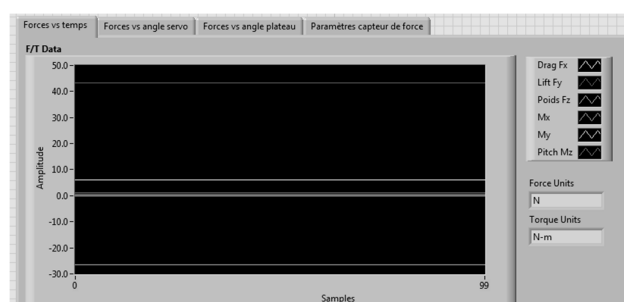 Forces vs temps Forces vs angle servo Forces vs angle plateau Paramètres capteur de force
F/T Data
50.0
40.0
30.0
20.0
10.0
0.0
-10.0
-20.0
-30.0
Amplitude
0 99
Samples
Drag Fx
Lift Fy
Poids Fz
Mx
My
Pitch Mz
Force Units
N
Torque Units
N-m